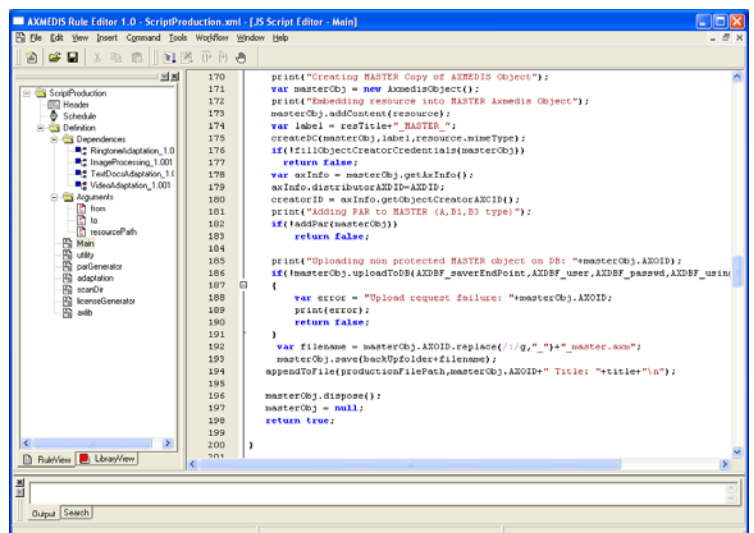 AXMEDIS Rule Editor 1.0 - ScriptProduction.xml - [JS Script Editor - Main]
File Edit View Insert Command Tools Workflow Window Help
ScriptProduction
Header
Schedule
Definition
Dependences
RingtoneAdaptation_1.0
ImageProcessing_1.001
TextDocsAdaptation_1.(
VideoAdaptation_1.001
Arguments
from
to
resourcePath
Main
utility
parGenerator
adaptation
scanDir
licenseGenerator
axlib
RuleView LibraryView
170 print("Creating MASTER Copy of AXMEDIS Object");
171 var masterObj = new AxmedisObject();
172 print("Embedding resource into MASTER Axmedis Object");
173 masterObj.addContent(resource);
174 var label = resTitle+"_MASTER_";
175 createDC(masterObj,label,resource.mimeType);
176 if(!fillObjectCreatorCredentials(masterObj))
177 return false;
178 var axInfo = masterObj.getAxInfo();
179 axInfo.distributorAXDID=AXDID;
180 creatorID = axInfo.getObjectCreatorAXCID();
181 print("Adding PAR to MASTER (A,B1,B3 type)");
182 if(!addPar(masterObj))
183 return false;
184
185 print("Uploading non protected MASTER object on DB: "+masterObj.AXOID);
186 if(!masterObj.uploadToDB(AXDBF_saverEndPoint,AXDBF_user,AXDBF_passwd,AXDBF_using
187 {
188 var error = "Upload request failure: "+masterObj.AXOID;
189 print(error);
190 return false;
191 }
192 var filename = masterObj.AXOID.replace(/:/g,"_")+"_master.axm";
193 masterObj.save(backUpfolder+filename);
194 appendToFile(productionFilePath,masterObj.AXOID+" Title: "+title+"\n");
195
196 masterObj.dispose();
197 masterObj = null;
198 return true;
199
200 }
201
Output Search